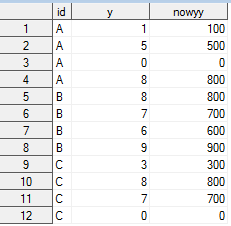 id y nowyy
1 A 1 100
2 A 5 500
3 A 0 0
4 A 8 800
5 B 8 800
6 B 7 700
7 B 6 600
8 B 9 900
9 C 3 300
10 C 8 800
11 C 7 700
12 C 0 0